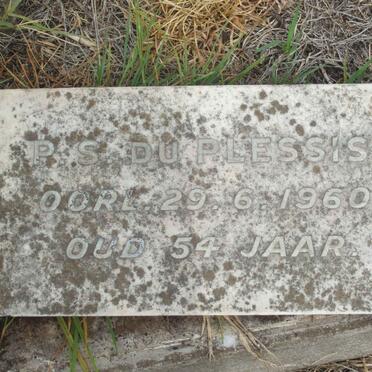 P. S. DU PLESSIS
OORL. 29. 6. 1960
OUD 54 JAAR.